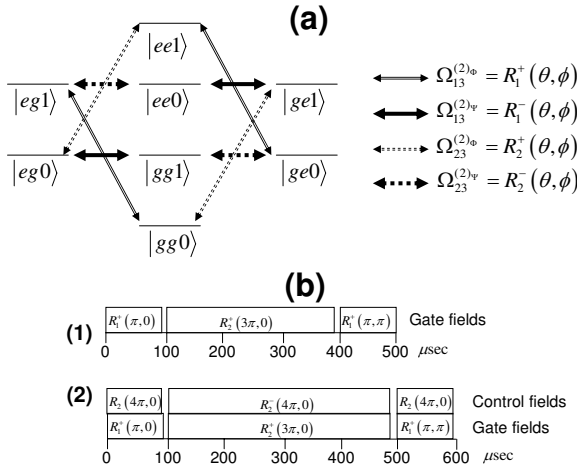 (a)
|ee1⟩
|eg1⟩ |ee0⟩ |ge1⟩
|eg0⟩ |gg1⟩ |ge0⟩
|gg0⟩
Ω₁₃^(2)Φ = R₁⁺(θ,ϕ)
Ω₁₃^(2)Ψ = R₁⁻(θ,ϕ)
Ω₂₃^(2)Φ = R₂⁺(θ,ϕ)
Ω₂₃^(2)Ψ = R₂⁻(θ,ϕ)
(b)
(1) R₁⁺(π,0) R₂⁺(3π,0) R₁⁺(π,π) Gate fields
0 100 200 300 400 500 μsec
(2) R₂(4π,0) R₂⁻(4π,0) R₂(4π,0) Control fields
R₁⁺(π,0) R₂⁺(3π,0) R₁⁺(π,π) Gate fields
0 100 200 300 400 500 600 μsec